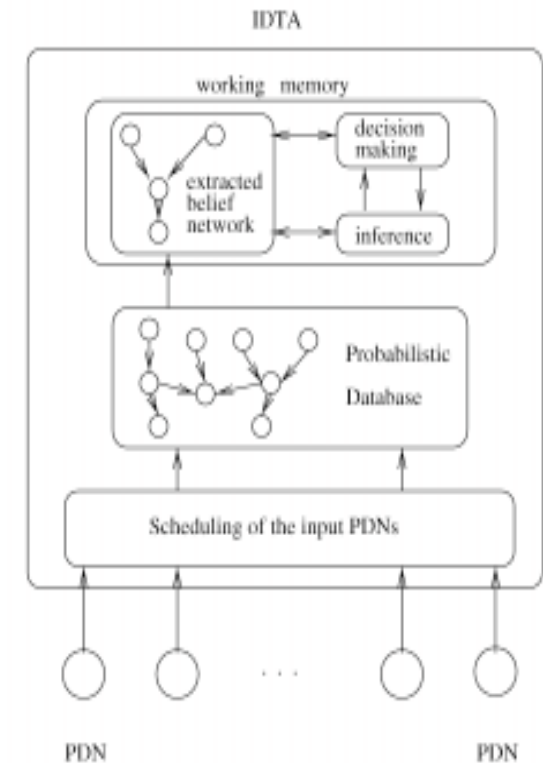 IDTA
working memory
decision
making
extracted
belief
network
inference
Probabilistic
Database
Scheduling of the input PDNs
. . .
PDN
PDN